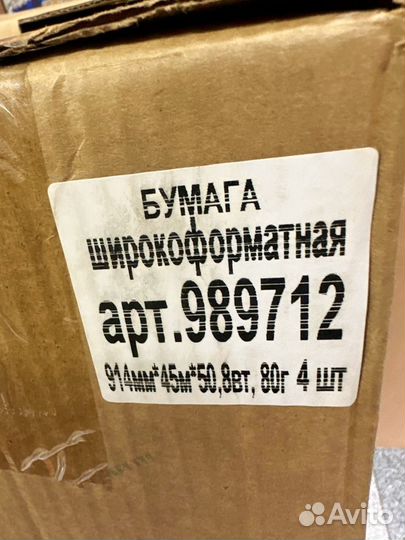 БУМАГА
широкоформатная
арт.989712
914мм*45м*50,8вт, 80г 4 шт
Avito